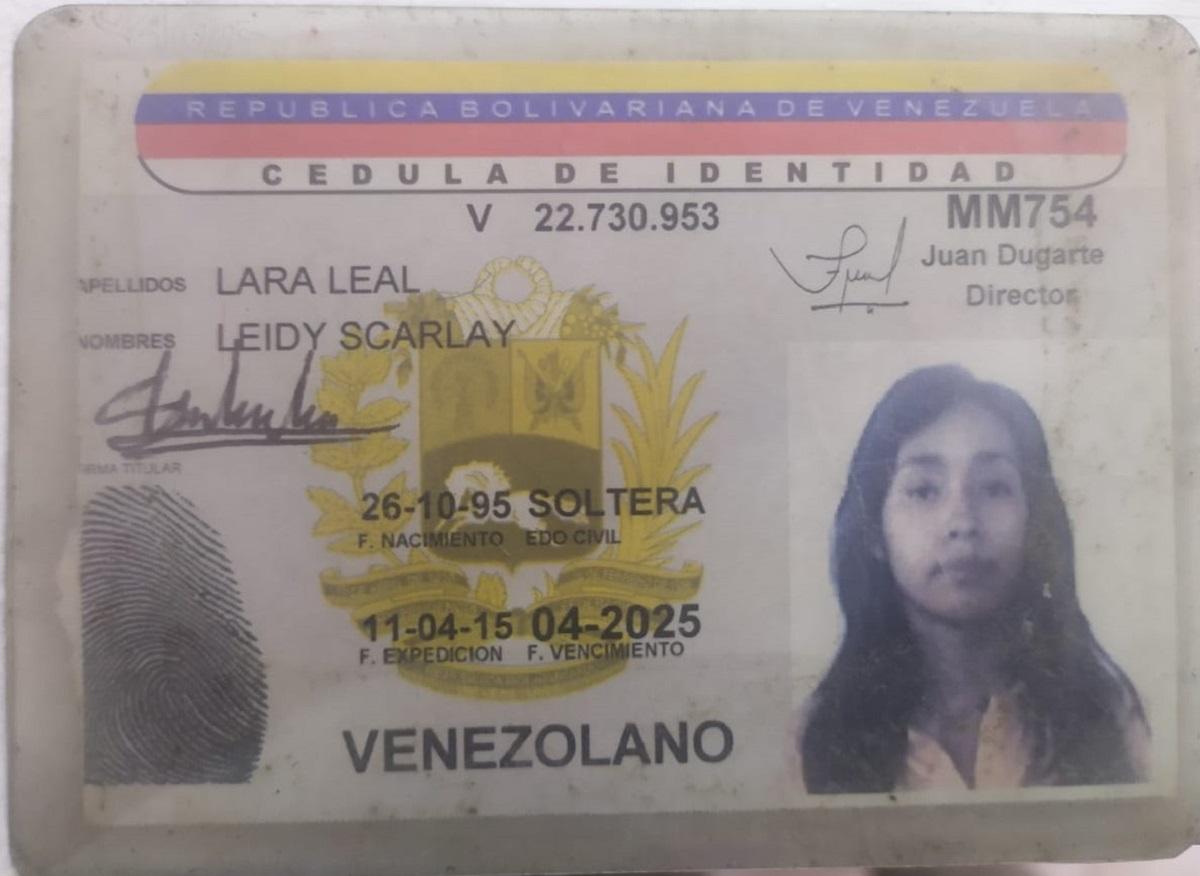 REPUBLICA BOLIVARIANA DE VENEZUELA
CEDULA DE IDENTIDAD
V 22.730.953 MM754
Juan Dugarte
Director
APELLIDOS LARA LEAL
NOMBRES LEIDY SCARLAY
FIRMA TITULAR
26-10-95 SOLTERA
F. NACIMIENTO EDO CIVIL
11-04-15 04-2025
F. EXPEDICION F. VENCIMIENTO
VENEZOLANO